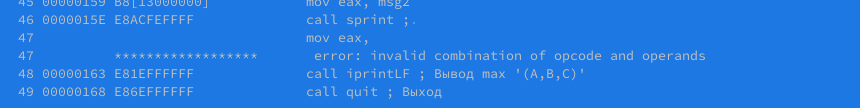 45 00000159 B8[13000000] mov eax, msg2
46 0000015E E8ACFEFFFF call sprint ;.
47 mov eax,
47 ****************** error: invalid combination of opcode and operands
48 00000163 E81EFFFFFF call iprintLF ; Вывод max '(A,B,C)'
49 00000168 E86EFFFFFF call quit ; Выход